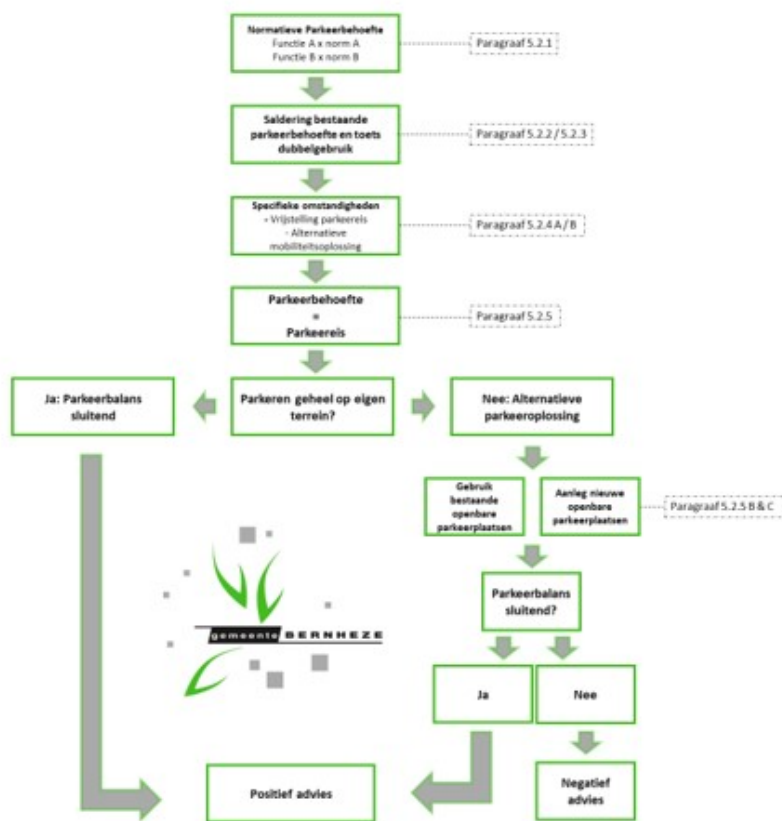 Normatieve Parkeerbehoefte
Functie A x norm A
Functie B x norm B
Paragraaf 5.2.1
Saldering bestaande
parkeerbehoefte en toets
dubbelgebruik
Paragraaf 5.2.2 / 5.2.3
Specifieke omstandigheden
- Vrijstelling parkeereis
- Alternatieve
mobiliteitsoplossing
Paragraaf 5.2.4 A / B
Parkeerbehoefte
=
Parkeereis
Paragraaf 5.2.5
Ja: Parkeerbalans
sluitend
Parkeren geheel op eigen
terrein?
Nee: Alternatieve
parkeeroplossing
Gebruik
bestaande
openbare
parkeerplaatsen
Aanleg nieuwe
openbare
parkeerplaatsen
Paragraaf 5.2.5 B & C
Parkeerbalans
sluitend?
gemeente BERNHEZE
Ja
Nee
Positief advies
Negatief
advies